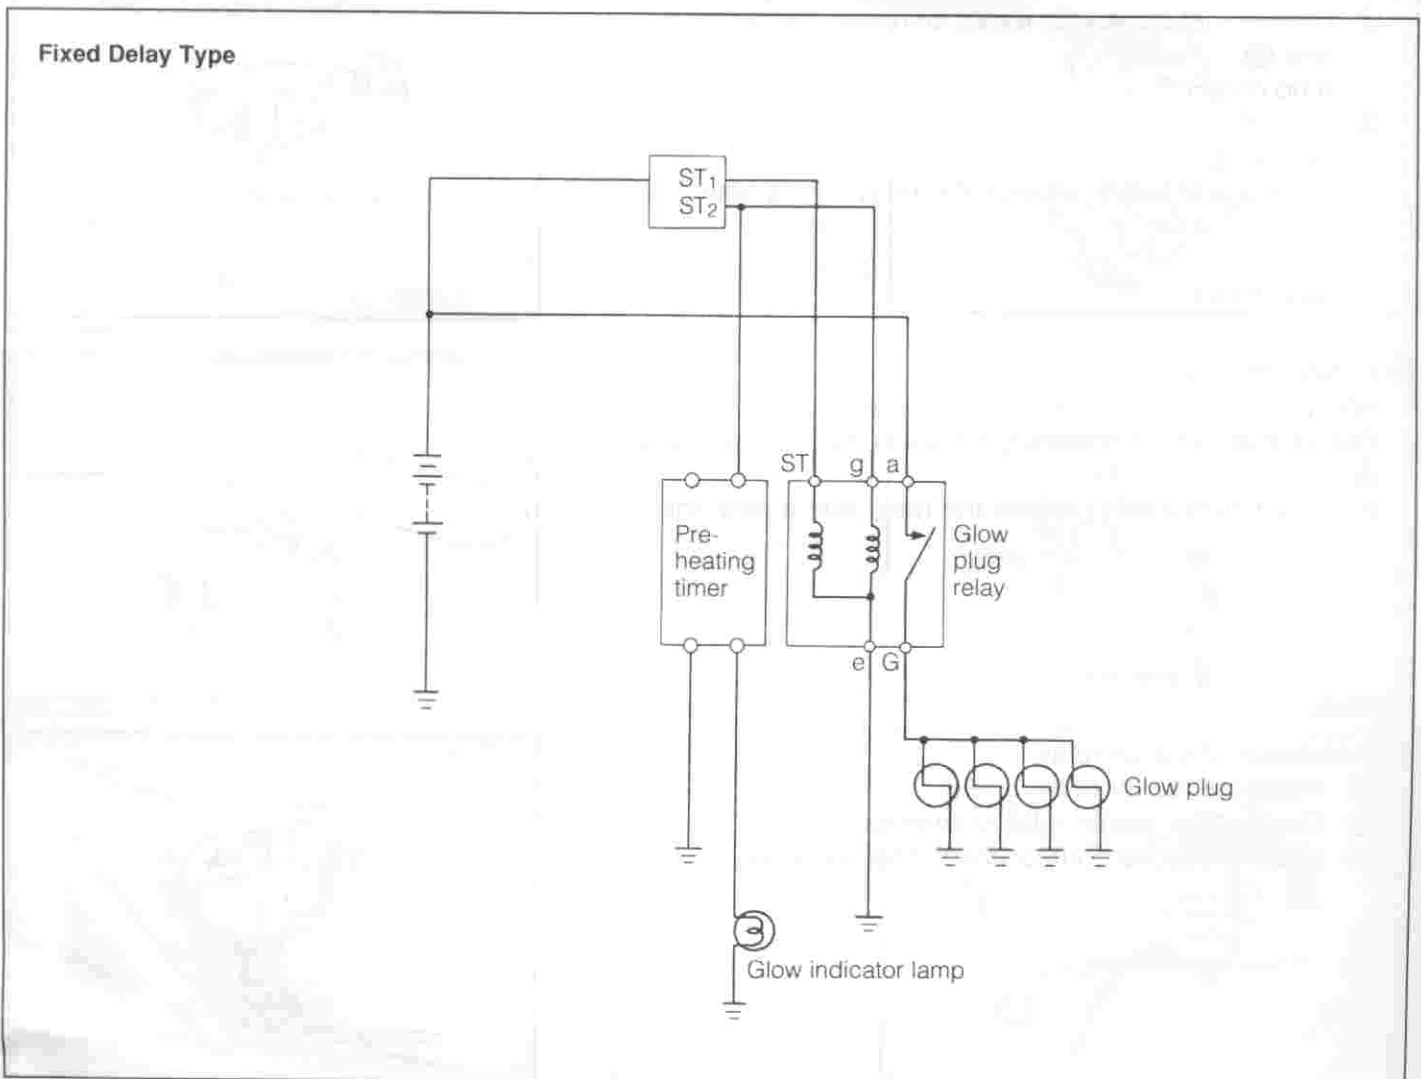 Fixed Delay Type
ST1
ST2
ST g a
Pre-
heating
timer
Glow
plug
relay
e G
Glow plug
Glow indicator lamp